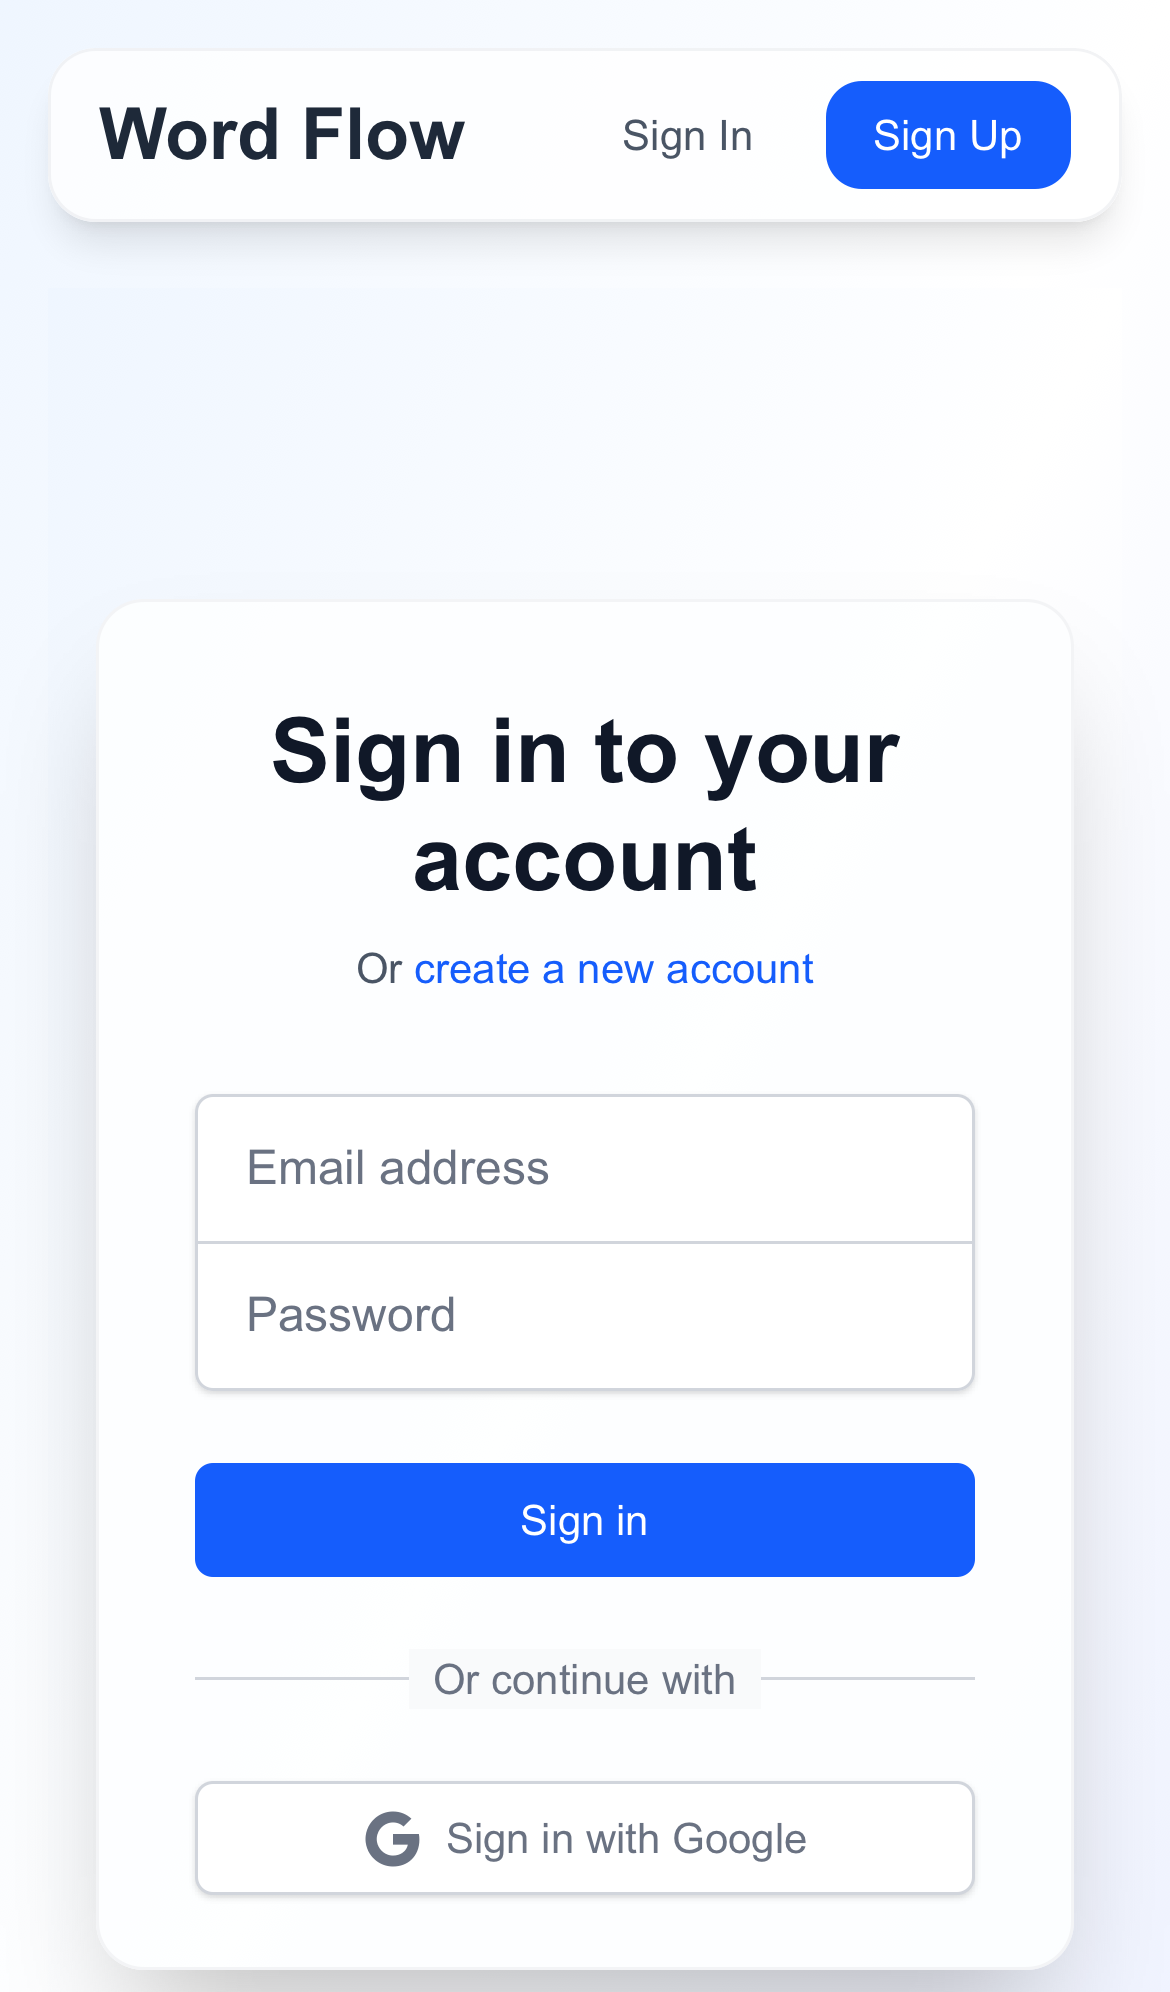 Word Flow
Sign In
Sign Up
Sign in to your
account
Or create a new account
Email address
Password
Sign in
Or continue with
Sign in with Google